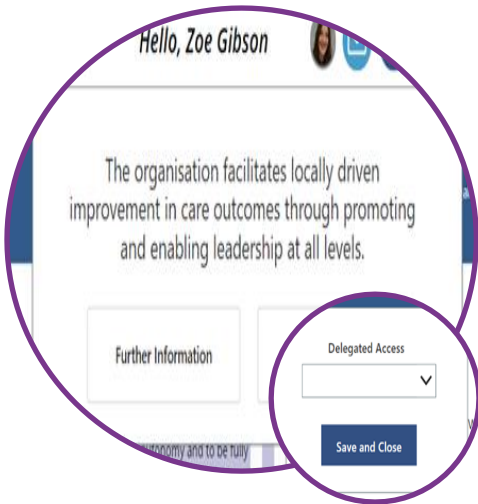 Hello, Zoe Gibson
The organisation facilitates locally driven
improvement in care outcomes through promoting
and enabling leadership at all levels.
Further Information
Delegated Access
Save and Close
autonomy and to be fully